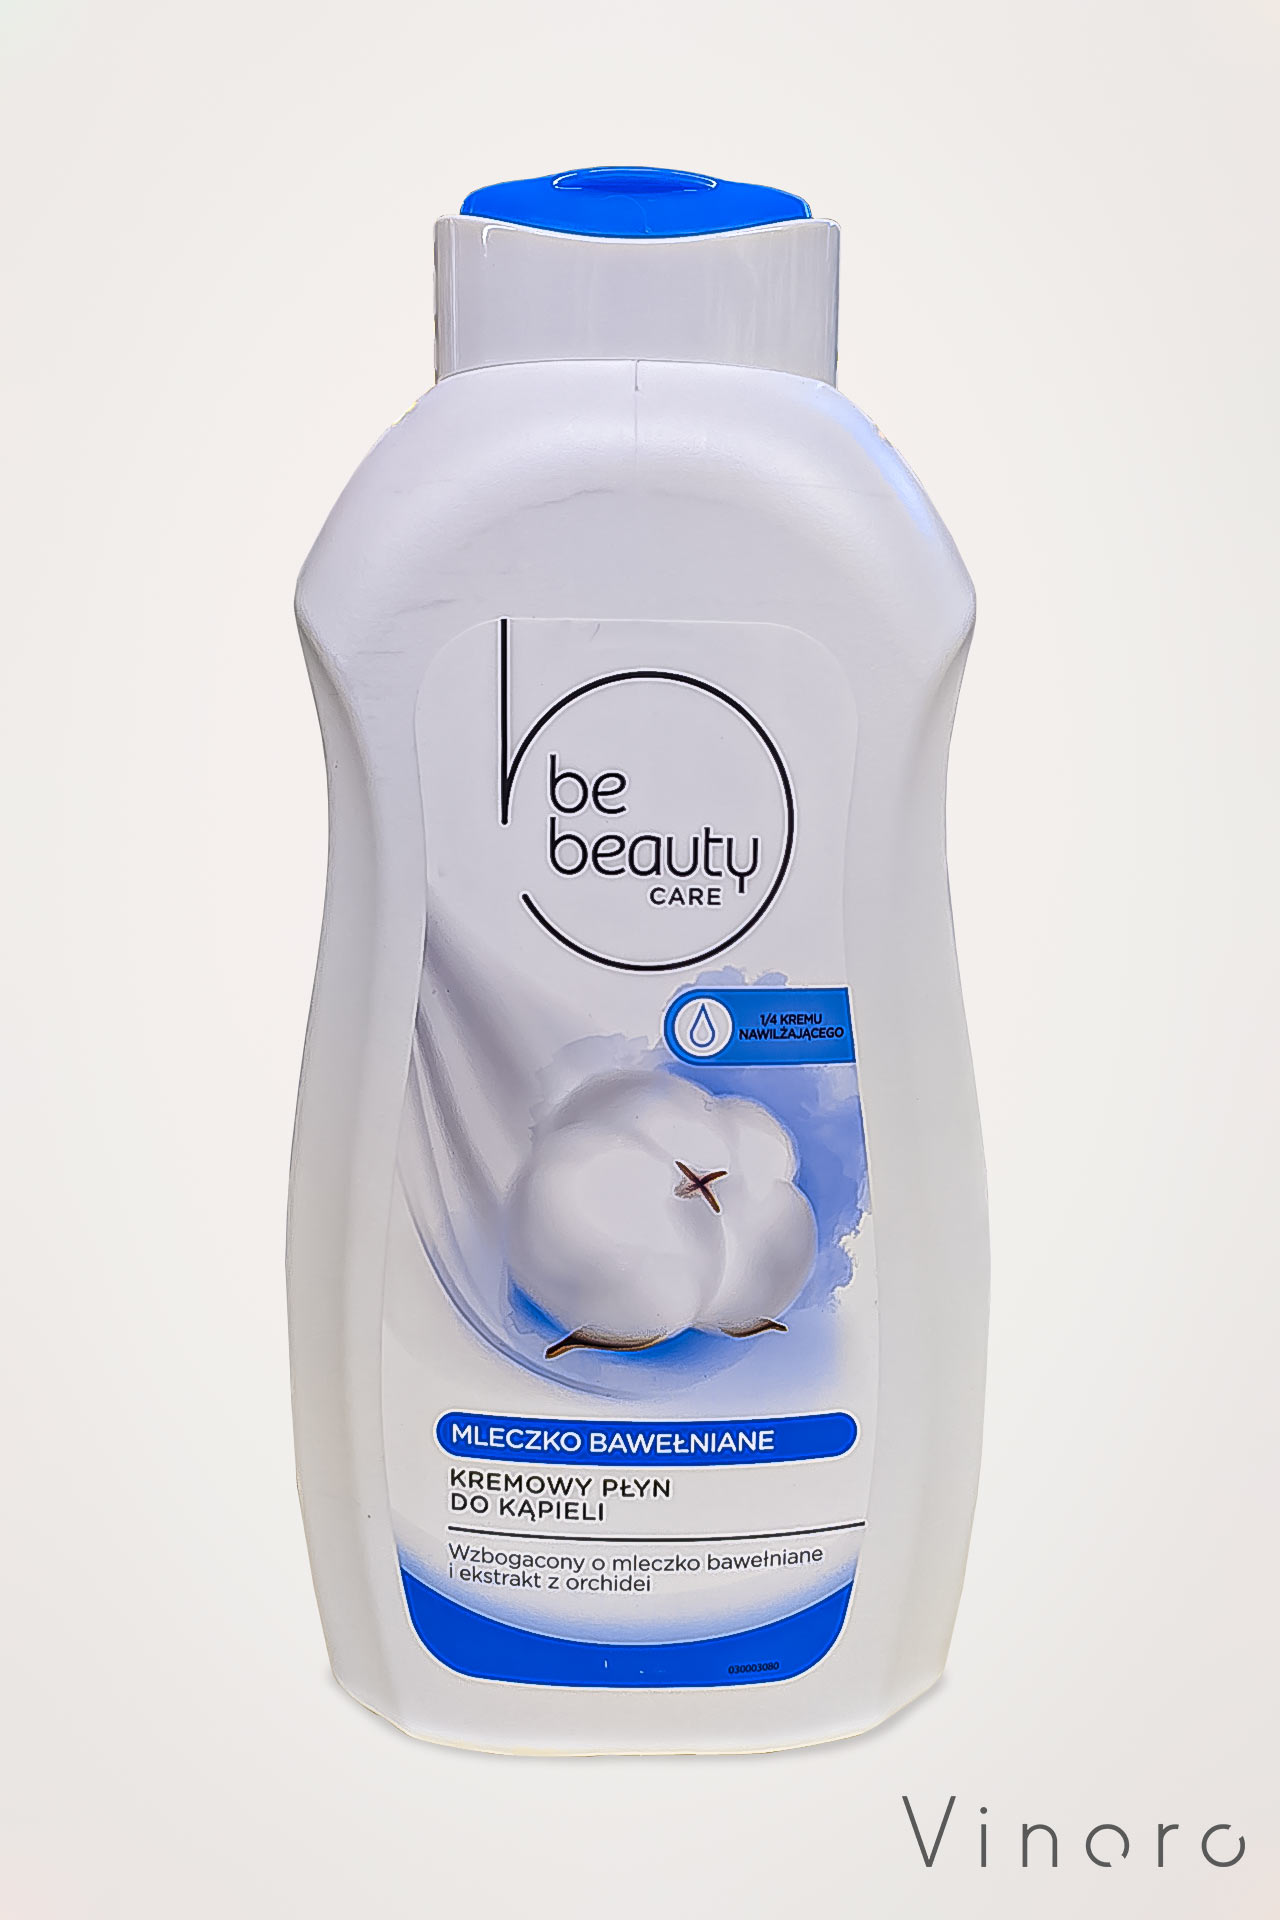 be
beauty
CARE
1/4 KREMU
NAWILŻAJĄCEGO
MLECZKO BAWEŁNIANE
KREMOWY PŁYN
DO KĄPIELI
Wzbogacony o mleczko bawełniane
i ekstrakt z orchidei
030003080
Vinoro